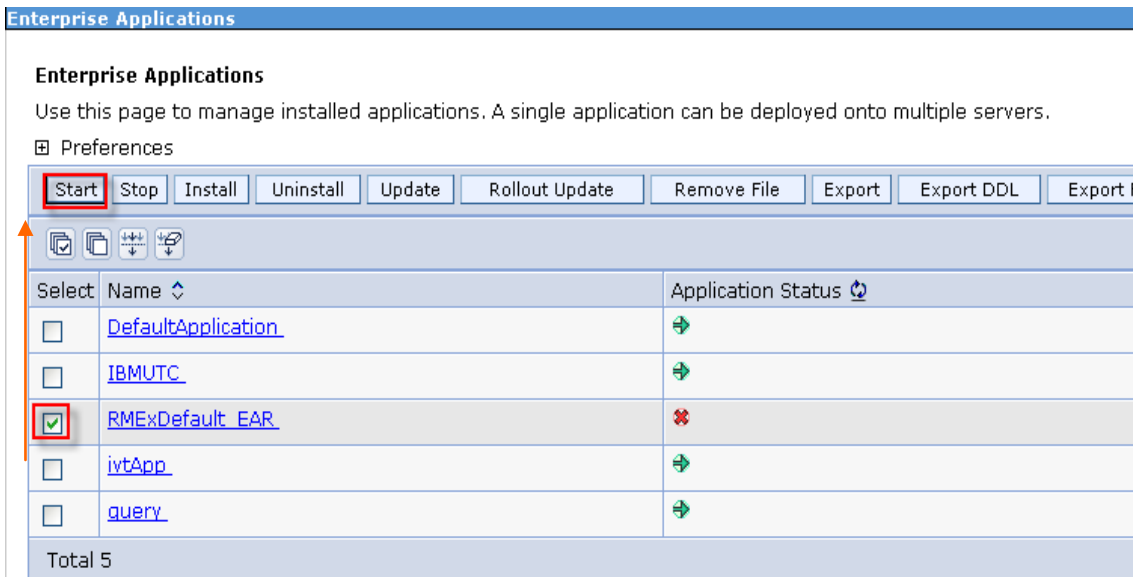 Enterprise Applications
Enterprise Applications
Use this page to manage installed applications. A single application can be deployed onto multiple servers.
Preferences
Start Stop Install Uninstall Update Rollout Update Remove File Export Export DDL Export
Select Name Application Status
DefaultApplication
IBMUTC
RMExDefault_EAR
ivtApp
query
Total 5